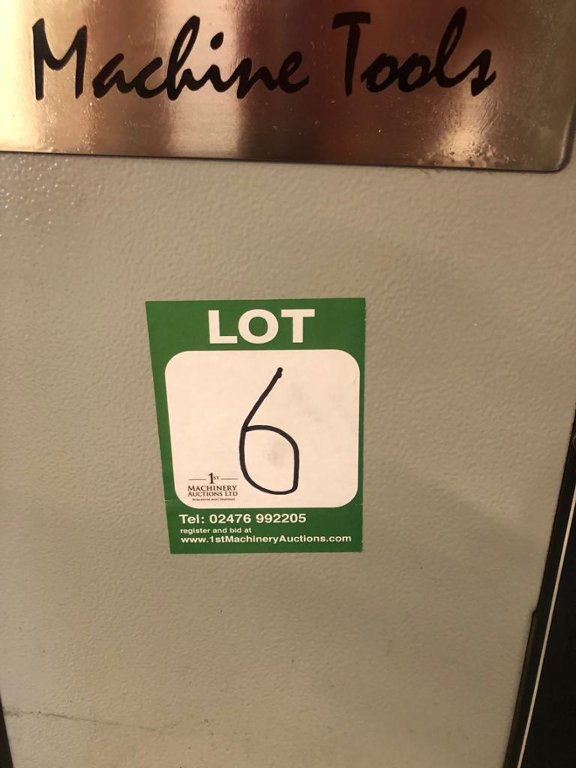 Machine Tools
LOT
6
1ST
MACHINERY
AUCTIONS LTD
Tel: 02476 992205
register and bid at
www.1stMachineryAuctions.com